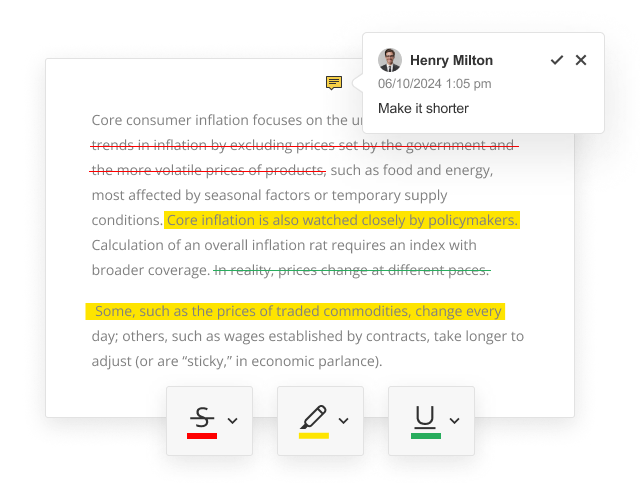 Henry Milton
06/10/2024 1:05 pm
Make it shorter
Core consumer inflation focuses on the
trends in inflation by excluding prices set by the government and
the more volatile prices of products, such as food and energy,
most affected by seasonal factors or temporary supply
conditions. Core inflation is also watched closely by policymakers.
Calculation of an overall inflation rat requires an index with
broader coverage. In reality, prices change at different paces.
Some, such as the prices of traded commodities, change every
day; others, such as wages established by contracts, take longer to
adjust (or are “sticky,” in economic parlance).
S
U